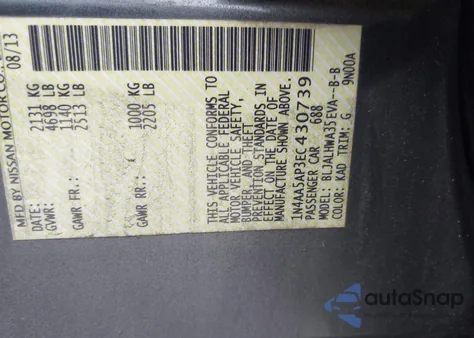 MFD BY NISSAN MOTOR CO.
DATE: 08/13
GVWR: 2131 KG
4698 LB
GAWR FR.: 1140 KG
2513 LB
GAWR RR.: 1000 KG
2205 LB
THIS VEHICLE CONFORMS TO
ALL APPLICABLE FEDERAL
MOTOR VEHICLE SAFETY,
BUMPER, AND THEFT
PREVENTION STANDARDS IN
EFFECT ON THE DATE OF
MANUFACTURE SHOWN ABOVE.
1N4AA5AP3EC430739
PASSENGER CAR 688
MODEL: BLTALHWA35EVA--B-B
COLOR: KAD TRIM: G 9N00A
autoSnap